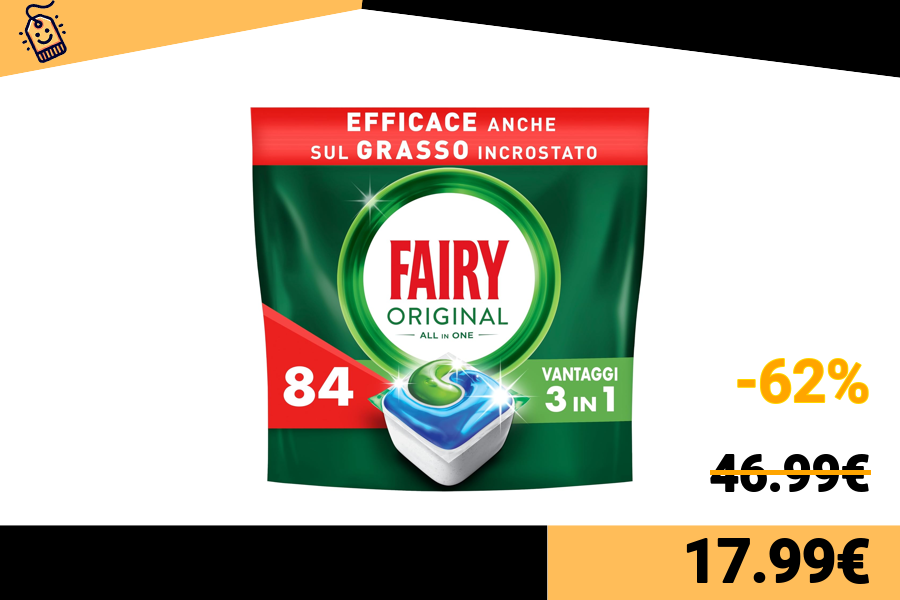 EFFICACE ANCHE
SUL GRASSO INCROSTATO
FAIRY
ORIGINAL
ALL IN ONE
84
VANTAGGI
3 IN 1
-62%
46.99€
17.99€